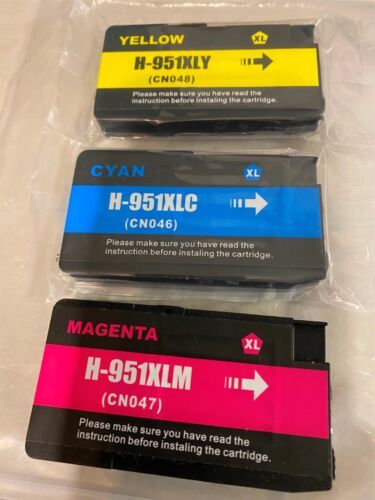 YELLOW
XL
H-951XLY
(CN048)
Please make sure you have read the
instruction before instaling the cartridge.
CYAN
XL
H-951XLC
(CN046)
Please make sure you have read the
instruction before instaling the cartridge.
MAGENTA
XL
H-951XLM
(CN047)
Please make sure you have read the
instruction before instaling the cartridge.